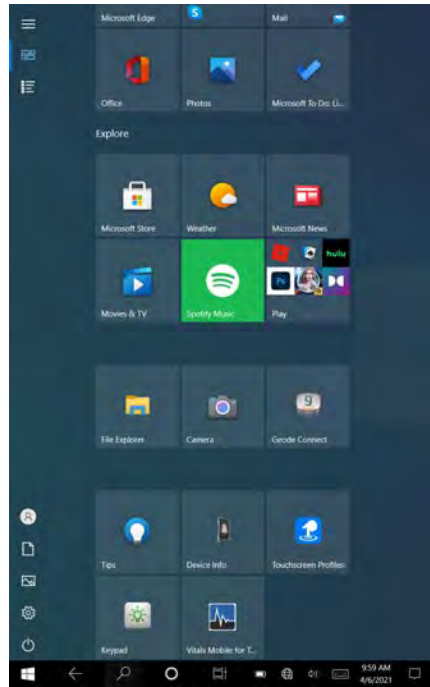 Microsoft Edge
Mail
Office
Photos
Microsoft To Do: Li...
Explore
Microsoft Store
Weather
Microsoft News
Movies & TV
Spotify Music
hulu
Ps
Play
File Explorer
Camera
9
Geode Connect
Tips
Device Info
Touchscreen Profiles
Keypad
Vitals Mobile for T...
9:59 AM
4/6/2021